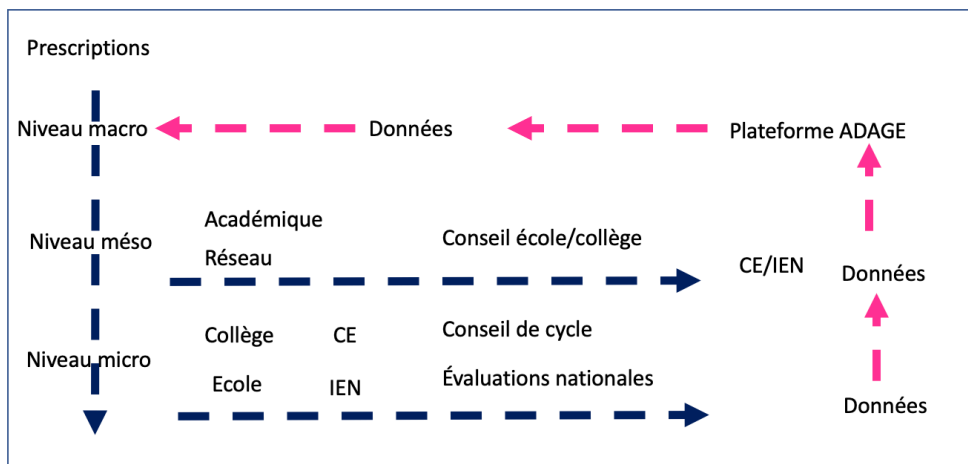 Prescriptions
Niveau macro
Données
Plateforme ADAGE
Académique
Niveau méso
Réseau
Conseil école/collège
CE/IEN
Données
Collège
CE
Conseil de cycle
Niveau micro
Ecole
IEN
Évaluations nationales
Données